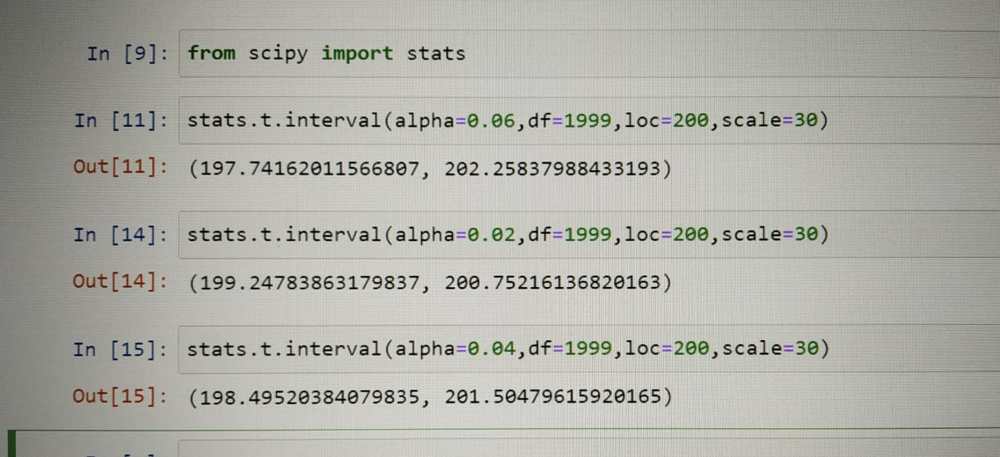 In [9]: from scipy import stats
In [11]: stats.t.interval(alpha=0.06,df=1999,loc=200,scale=30)
Out[11]: (197.74162011566807, 202.25837988433193)
In [14]: stats.t.interval(alpha=0.02,df=1999,loc=200,scale=30)
Out[14]: (199.24783863179837, 200.75216136820163)
In [15]: stats.t.interval(alpha=0.04,df=1999,loc=200,scale=30)
Out[15]: (198.49520384079835, 201.50479615920165)